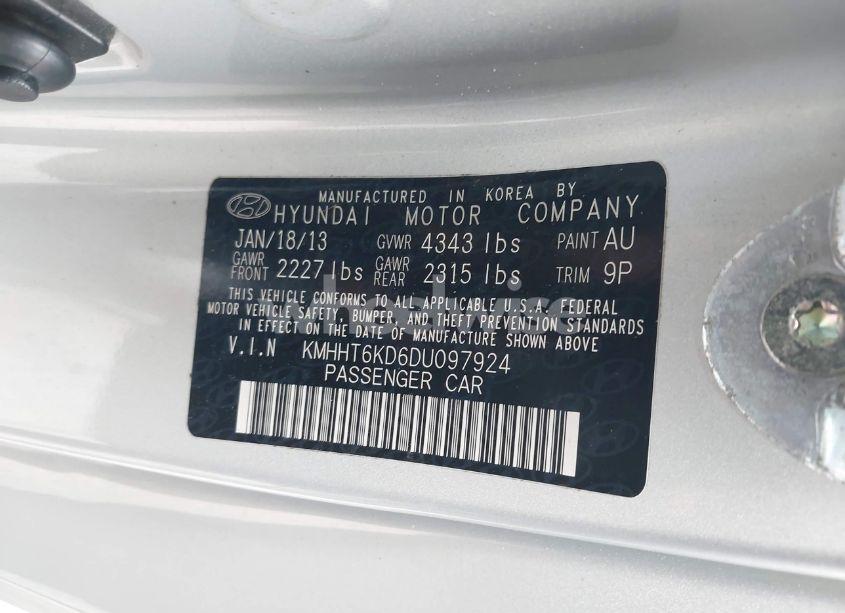 MANUFACTURED IN KOREA BY
HYUNDAI MOTOR COMPANY
JAN/18/13 GVWR 4343 lbs PAINT AU
GAWR FRONT 2227 lbs GAWR REAR 2315 lbs TRIM 9P
THIS VEHICLE CONFORMS TO ALL APPLICABLE U.S.A. FEDERAL
MOTOR VEHICLE SAFETY, BUMPER, AND THEFT PREVENTION STANDARDS
IN EFFECT ON THE DATE OF MANUFACTURE SHOWN ABOVE.
V.I.N KMHHT6KD6DU097924
PASSENGER CAR